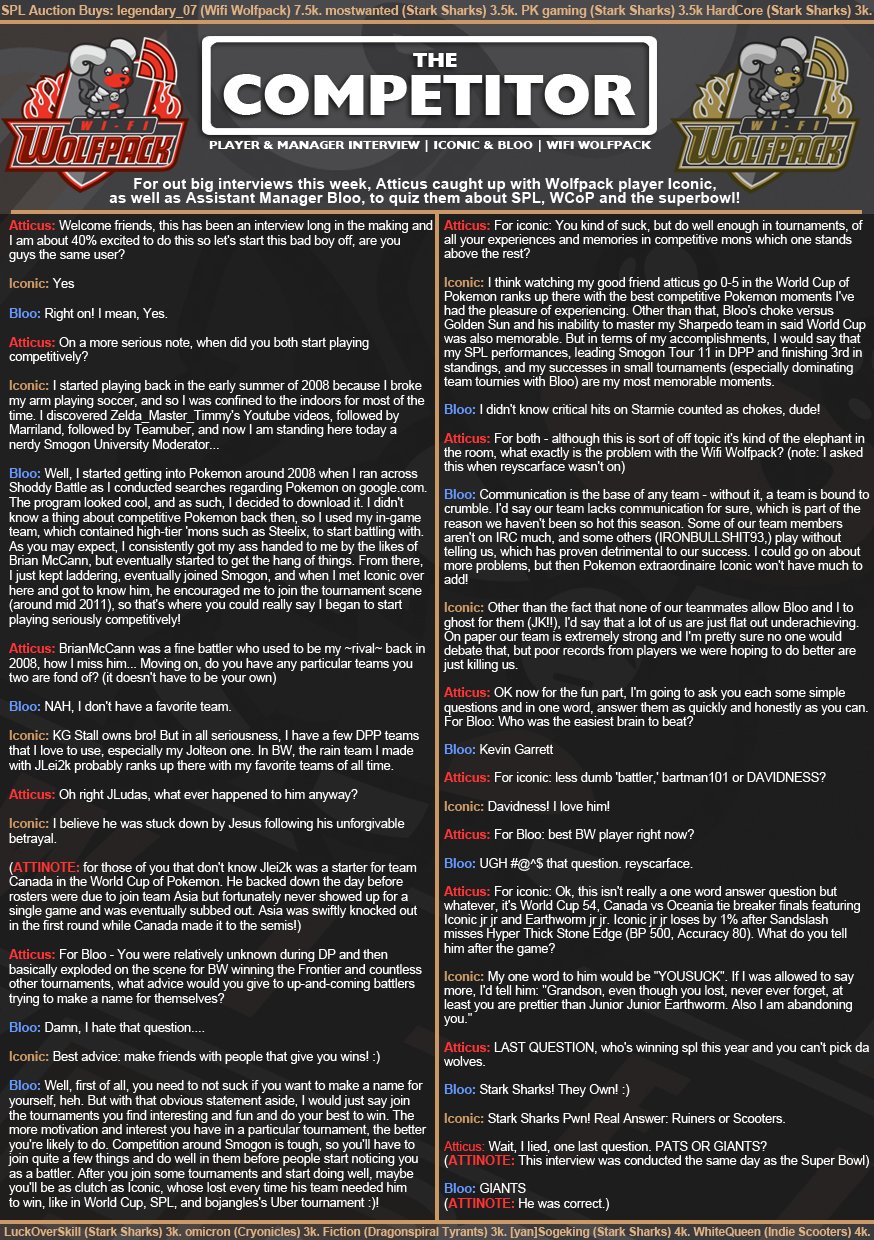 SPL Auction Buys: legendary_07 (Wifi Wolfpack) 7.5k. mostwanted (Stark Sharks) 3.5k. PK gaming (Stark Sharks) 3.5k HardCore (Stark Sharks) 3k.
WI-FI
WOLFPACK
THE
COMPETITOR
PLAYER & MANAGER INTERVIEW | ICONIC & BLOO | WIFI WOLFPACK
WI-FI
WOLFPACK
For out big interviews this week, Atticus caught up with Wolfpack player Iconic,
as well as Assistant Manager Bloo, to quiz them about SPL, WCoP and the superbowl!
Atticus: Welcome friends, this has been an interview long in the making and
I am about 40% excited to do this so let's start this bad boy off, are you
guys the same user?
Iconic: Yes
Bloo: Right on! I mean, Yes.
Atticus: On a more serious note, when did you both start playing
competitively?
Iconic: I started playing back in the early summer of 2008 because I broke
my arm playing soccer, and so I was confined to the indoors for most of the
time. I discovered Zelda_Master_Timmy's Youtube videos, followed by
Marriland, followed by Teamuber, and now I am standing here today a
nerdy Smogon University Moderator...
Bloo: Well, I started getting into Pokemon around 2008 when I ran across
Shoddy Battle as I conducted searches regarding Pokemon on google.com.
The program looked cool, and as such, I decided to download it. I didn't
know a thing about competitive Pokemon back then, so I used my in-game
team, which contained high-tier 'mons such as Steelix, to start battling with.
As you may expect, I consistently got my ass handed to me by the likes of
Brian McCann, but eventually started to get the hang of things. From there,
I just kept laddering, eventually joined Smogon, and when I met Iconic over
here and got to know him, he encouraged me to join the tournament scene
(around mid 2011), so that's where you could really say I began to start
playing seriously competitively!
Atticus: BrianMcCann was a fine battler who used to be my ~rival~ back in
2008, how I miss him... Moving on, do you have any particular teams you
two are fond of? (it doesn't have to be your own)
Bloo: NAH, I don't have a favorite team.
Iconic: KG Stall owns bro! But in all seriousness, I have a few DPP teams
that I love to use, especially my Jolteon one. In BW, the rain team I made
with JLei2k probably ranks up there with my favorite teams of all time.
Atticus: Oh right JLudas, what ever happened to him anyway?
Iconic: I believe he was stuck down by Jesus following his unforgivable
betrayal.
(ATTINOTE: for those of you that don't know Jlei2k was a starter for team
Canada in the World Cup of Pokemon. He backed down the day before
rosters were due to join team Asia but fortunately never showed up for a
single game and was eventually subbed out. Asia was swiftly knocked out
in the first round while Canada made it to the semis!)
Atticus: For Bloo - You were relatively unknown during DP and then
basically exploded on the scene for BW winning the Frontier and countless
other tournaments, what advice would you give to up-and-coming battlers
trying to make a name for themselves?
Bloo: Damn, I hate that question....
Iconic: Best advice: make friends with people that give you wins! :)
Bloo: Well, first of all, you need to not suck if you want to make a name for
yourself, heh. But with that obvious statement aside, I would just say join
the tournaments you find interesting and fun and do your best to win. The
more motivation and interest you have in a particular tournament, the better
you're likely to do. Competition around Smogon is tough, so you'll have to
join quite a few things and do well in them before people start noticing you
as a battler. After you join some tournaments and start doing well, maybe
you'll be as clutch as Iconic, whose lost every time his team needed him
to win, like in World Cup, SPL, and bojangles's Uber tournament :)!
Atticus: For iconic: You kind of suck, but do well enough in tournaments, of
all your experiences and memories in competitive mons which one stands
above the rest?
Iconic: I think watching my good friend atticus go 0-5 in the World Cup of
Pokemon ranks up there with the best competitive Pokemon moments I've
had the pleasure of experiencing. Other than that, Bloo's choke versus
Golden Sun and his inability to master my Sharpedo team in said World Cup
was also memorable. But in terms of my accomplishments, I would say that
my SPL performances, leading Smogon Tour 11 in DPP and finishing 3rd in
standings, and my successes in small tournaments (especially dominating
team tournies with Bloo) are my most memorable moments.
Bloo: I didn't know critical hits on Starmie counted as chokes, dude!
Atticus: For both - although this is sort of off topic it's kind of the elephant in
the room, what exactly is the problem with the Wifi Wolfpack? (note: I asked
this when reyscarface wasn't on)
Bloo: Communication is the base of any team - without it, a team is bound to
crumble. I'd say our team lacks communication for sure, which is part of the
reason we haven't been so hot this season. Some of our team members
aren't on IRC much, and some others (IRONBULLSHIT93,) play without
telling us, which has proven detrimental to our success. I could go on about
more problems, but then Pokemon extraordinaire Iconic won't have much to
add!
Iconic: Other than the fact that none of our teammates allow Bloo and I to
ghost for them (JK!!), I'd say that a lot of us are just flat out underachieving.
On paper our team is extremely strong and I'm pretty sure no one would
debate that, but poor records from players we were hoping to do better are
just killing us.
Atticus: OK now for the fun part, I'm going to ask you each some simple
questions and in one word, answer them as quickly and honestly as you can.
For Bloo: Who was the easiest brain to beat?
Bloo: Kevin Garrett
Atticus: For iconic: less dumb 'battler,' bartman101 or DAVIDNESS?
Iconic: Davidness! I love him!
Atticus: For Bloo: best BW player right now?
Bloo: UGH #@^$ that question. reyscarface.
Atticus: For iconic: Ok, this isn't really a one word answer question but
whatever, it's World Cup 54, Canada vs Oceania tie breaker finals featuring
Iconic jr jr and Earthworm jr jr. Iconic jr jr loses by 1% after Sandslash
misses Hyper Thick Stone Edge (BP 500, Accuracy 80). What do you tell
him after the game?
Iconic: My one word to him would be "YOUSUCK". If I was allowed to say
more, I'd tell him: "Grandson, even though you lost, never ever forget, at
least you are prettier than Junior Junior Earthworm. Also I am abandoning
you."
Atticus: LAST QUESTION, who's winning spl this year and you can't pick da
wolves.
Bloo: Stark Sharks! They Own! :)
Iconic: Stark Sharks Pwn! Real Answer: Ruiners or Scooters.
Atticus: Wait, I lied, one last question. PATS OR GIANTS?
(ATTINOTE: This interview was conducted the same day as the Super Bowl)
Bloo: GIANTS
(ATTINOTE: He was correct.)
LuckOverSkill (Stark Sharks) 3k. omicron (Cryonicles) 3k. Fiction (Dragonspiral Tyrants) 3k. [yan]Sogeking (Stark Sharks) 4k. WhiteQueen (Indie Scooters) 4k.